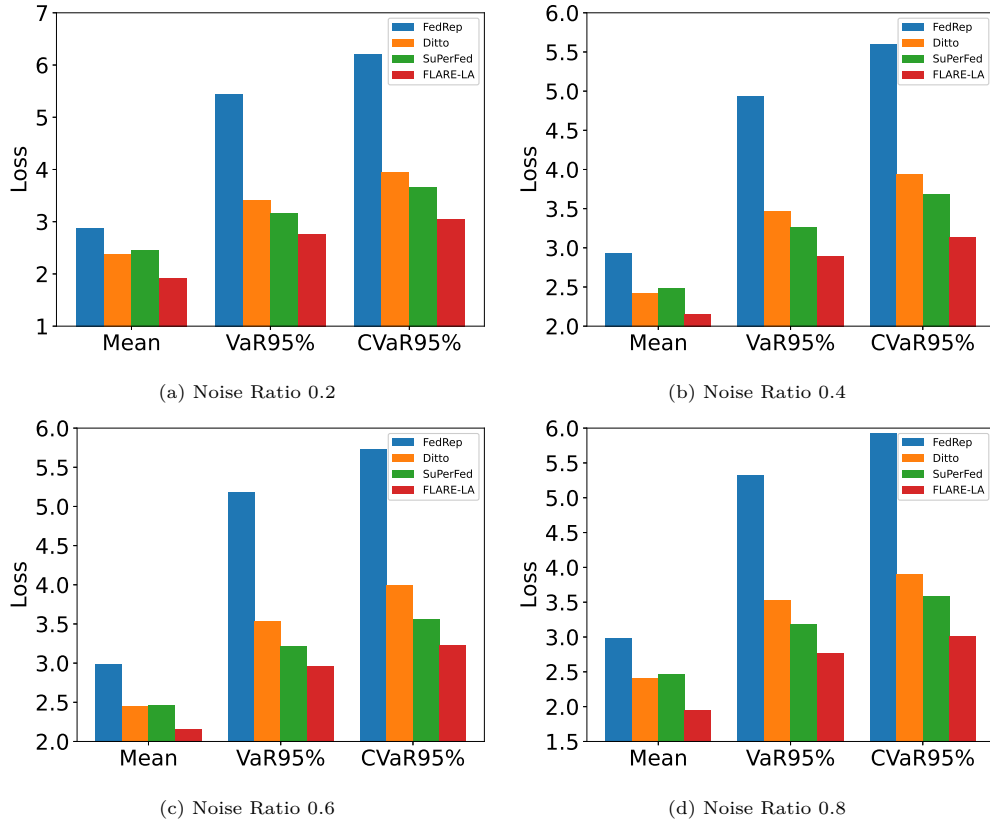 7
6
5
4
3
2
1
Loss
FedRep
Ditto
SuPerFed
FLARE-LA
Mean VaR95% CVaR95%
(a) Noise Ratio 0.2
6.0
5.5
5.0
4.5
4.0
3.5
3.0
2.5
2.0
Loss
FedRep
Ditto
SuPerFed
FLARE-LA
Mean VaR95% CVaR95%
(b) Noise Ratio 0.4
6.0
5.5
5.0
4.5
4.0
3.5
3.0
2.5
2.0
Loss
FedRep
Ditto
SuPerFed
FLARE-LA
Mean VaR95% CVaR95%
(c) Noise Ratio 0.6
6.0
5.5
5.0
4.5
4.0
3.5
3.0
2.5
2.0
1.5
Loss
FedRep
Ditto
SuPerFed
FLARE-LA
Mean VaR95% CVaR95%
(d) Noise Ratio 0.8